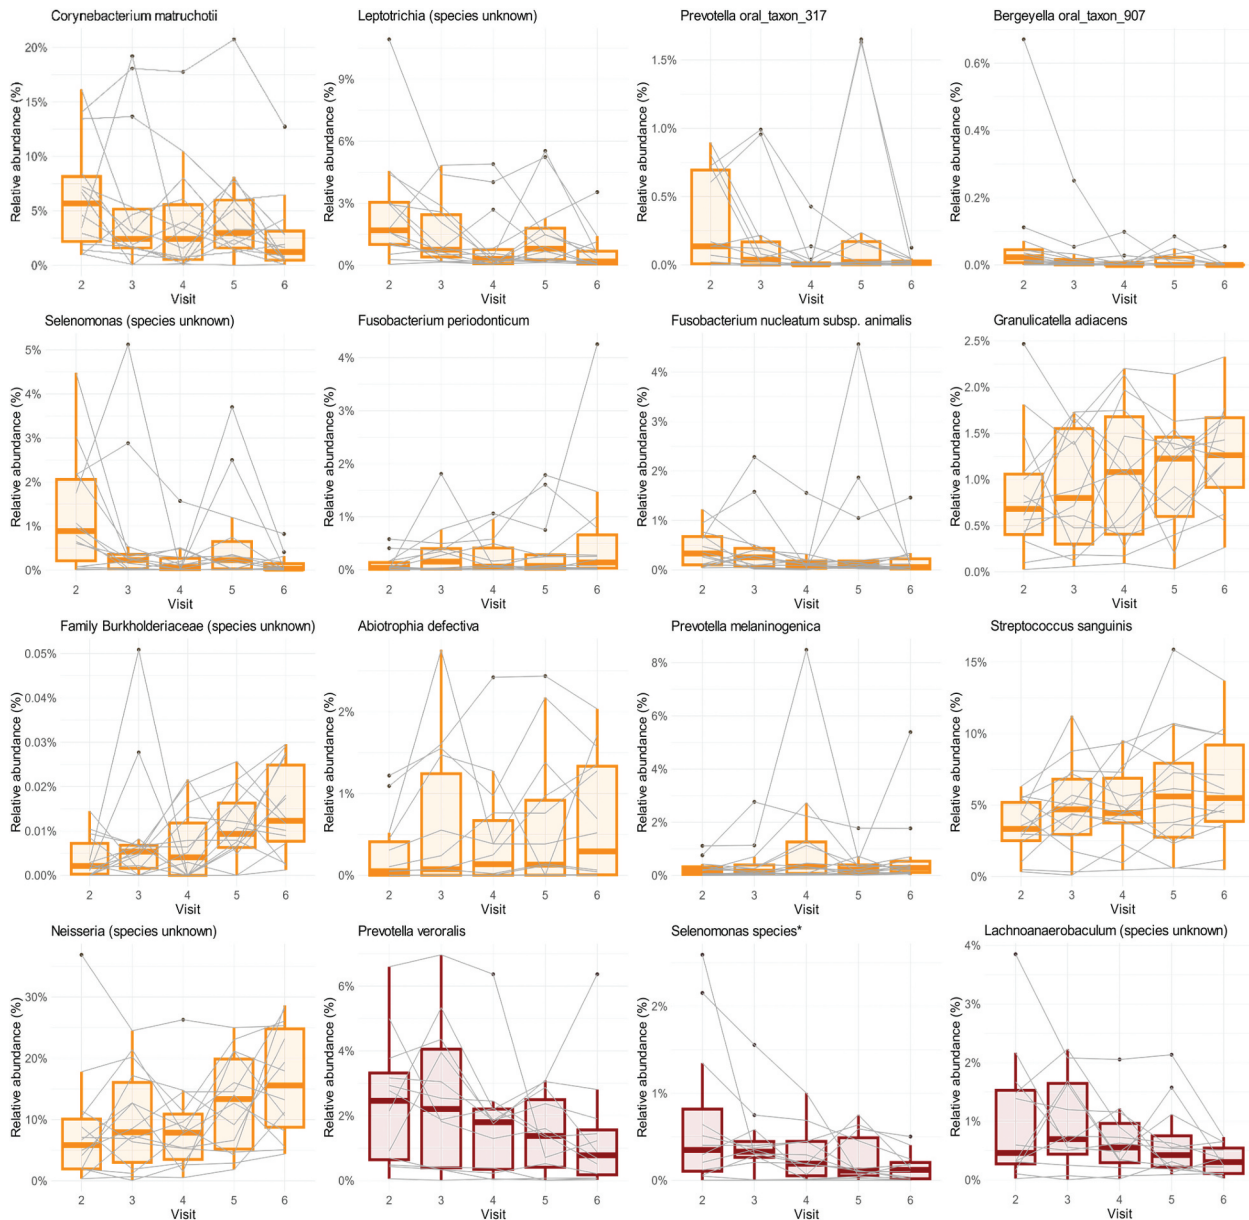 Corynebacterium matruchotii
Relative abundance (%)
20%
15%
10%
5%
0%
2 3 4 5 6
Visit
Leptotrichia (species unknown)
Relative abundance (%)
9%
6%
3%
0%
2 3 4 5 6
Visit
Prevotella oral_taxon_317
Relative abundance (%)
1.5%
1.0%
0.5%
0.0%
2 3 4 5 6
Visit
Bergeyella oral_taxon_907
Relative abundance (%)
0.6%
0.4%
0.2%
0.0%
2 3 4 5 6
Visit
Selenomonas (species unknown)
Relative abundance (%)
5%
4%
3%
2%
1%
0%
2 3 4 5 6
Visit
Fusobacterium periodonticum
Relative abundance (%)
4%
3%
2%
1%
0%
2 3 4 5 6
Visit
Fusobacterium nucleatum subsp. animalis
Relative abundance (%)
4%
3%
2%
1%
0%
2 3 4 5 6
Visit
Granulicatella adiacens
Relative abundance (%)
2.5%
2.0%
1.5%
1.0%
0.5%
0.0%
2 3 4 5 6
Visit
Family Burkholderiaceae (species unknown)
Relative abundance (%)
0.05%
0.04%
0.03%
0.02%
0.01%
0.00%
2 3 4 5 6
Visit
Abiotrophia defectiva
Relative abundance (%)
2%
1%
0%
2 3 4 5 6
Visit
Prevotella melaninogenica
Relative abundance (%)
8%
6%
4%
2%
0%
2 3 4 5 6
Visit
Streptococcus sanguinis
Relative abundance (%)
15%
10%
5%
0%
2 3 4 5 6
Visit
Neisseria (species unknown)
Relative abundance (%)
30%
20%
10%
0%
2 3 4 5 6
Visit
Prevotella veroralis
Relative abundance (%)
6%
4%
2%
0%
2 3 4 5 6
Visit
Selenomonas species*
Relative abundance (%)
2%
1%
0%
2 3 4 5 6
Visit
Lachnoanaerobaculum (species unknown)
Relative abundance (%)
4%
3%
2%
1%
0%
2 3 4 5 6
Visit